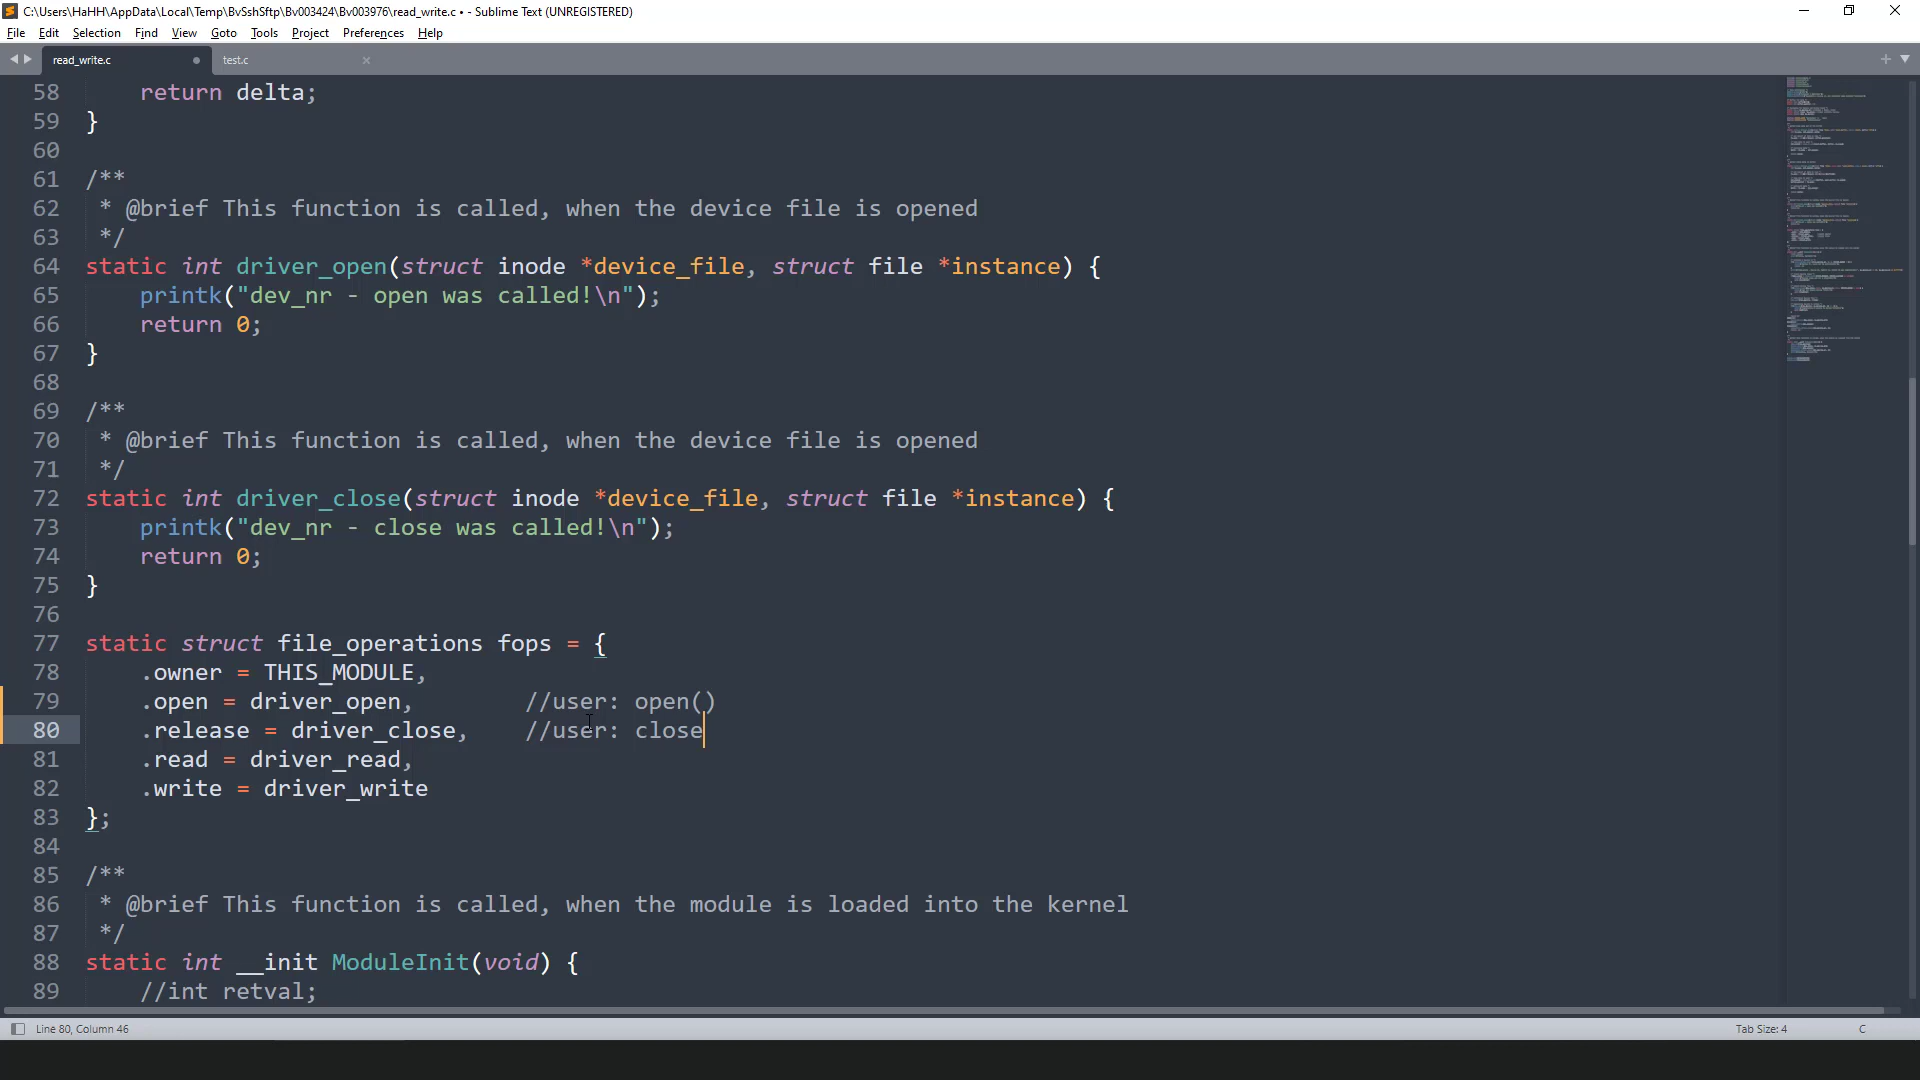 C:\Users\HaHH\AppData\Local\Temp\BvSshSftp\Bv003424\Bv003976\read_write.c • - Sublime Text (UNREGISTERED)
File Edit Selection Find View Goto Tools Project Preferences Help
read_write.c test.c
58     return delta;
59 }
60
61 /**
62  * @brief This function is called, when the device file is opened
63  */
64 static int driver_open(struct inode *device_file, struct file *instance) {
65     printk("dev_nr - open was called!\n");
66     return 0;
67 }
68
69 /**
70  * @brief This function is called, when the device file is opened
71  */
72 static int driver_close(struct inode *device_file, struct file *instance) {
73     printk("dev_nr - close was called!\n");
74     return 0;
75 }
76
77 static struct file_operations fops = {
78     .owner = THIS_MODULE,
79     .open = driver_open,        //user: open()
80     .release = driver_close,    //user: close
81     .read = driver_read,
82     .write = driver_write
83 };
84
85 /**
86  * @brief This function is called, when the module is loaded into the kernel
87  */
88 static int __init ModuleInit(void) {
89     //int retval;
Line 80, Column 46 Tab Size: 4 C